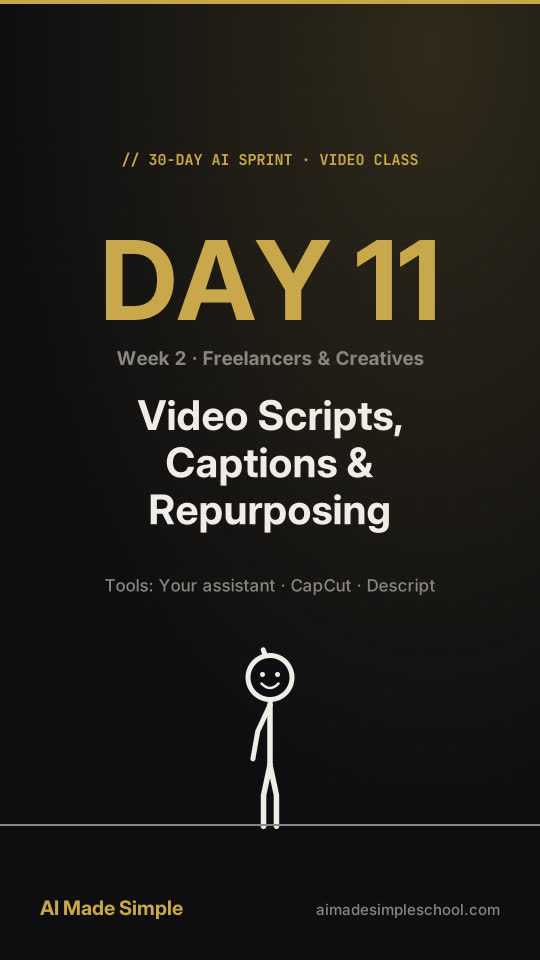 // 30-DAY AI SPRINT · VIDEO CLASS
DAY 11
Week 2 · Freelancers & Creatives
Video Scripts,
Captions &
Repurposing
Tools: Your assistant · CapCut · Descript
AI Made Simple
aimadesimpleschool.com